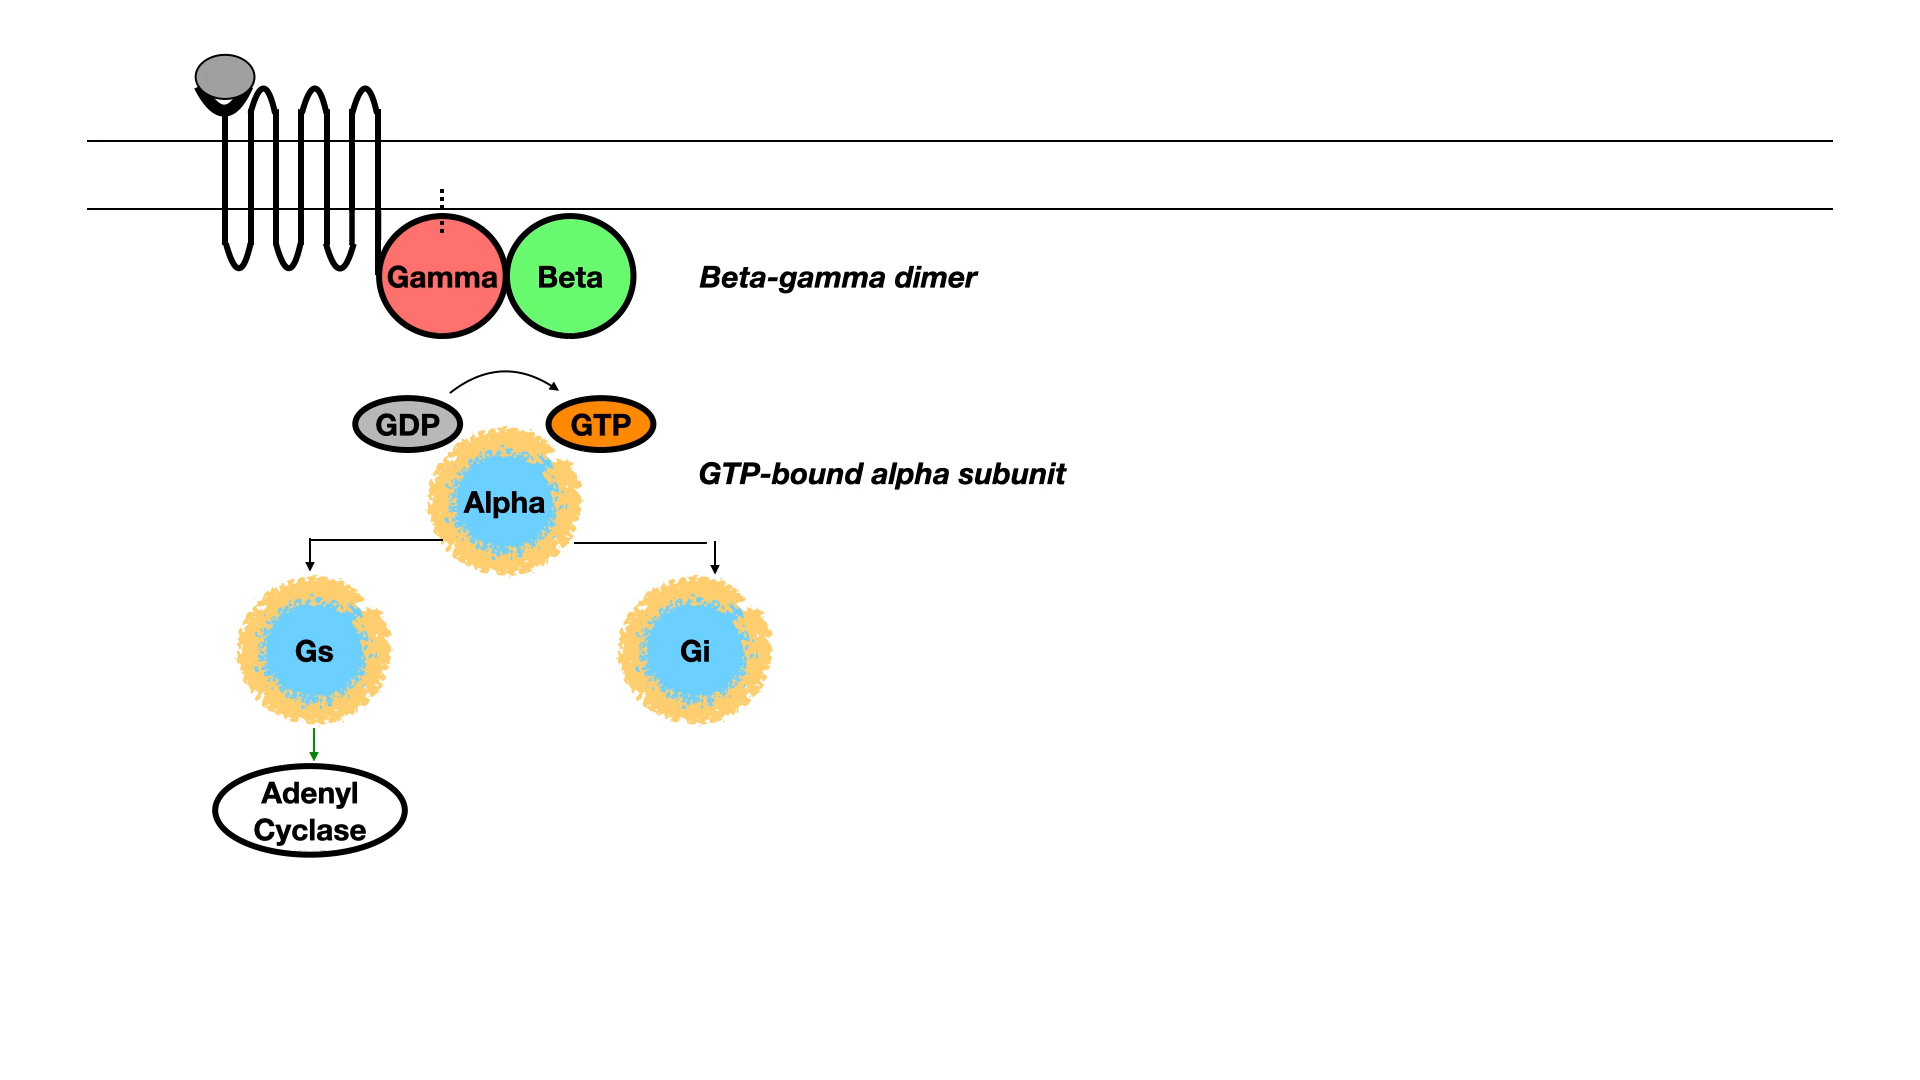 Gamma
Beta
Beta-gamma dimer
GDP
GTP
GTP-bound alpha subunit
Alpha
Gs
Gi
Adenyl
Cyclase